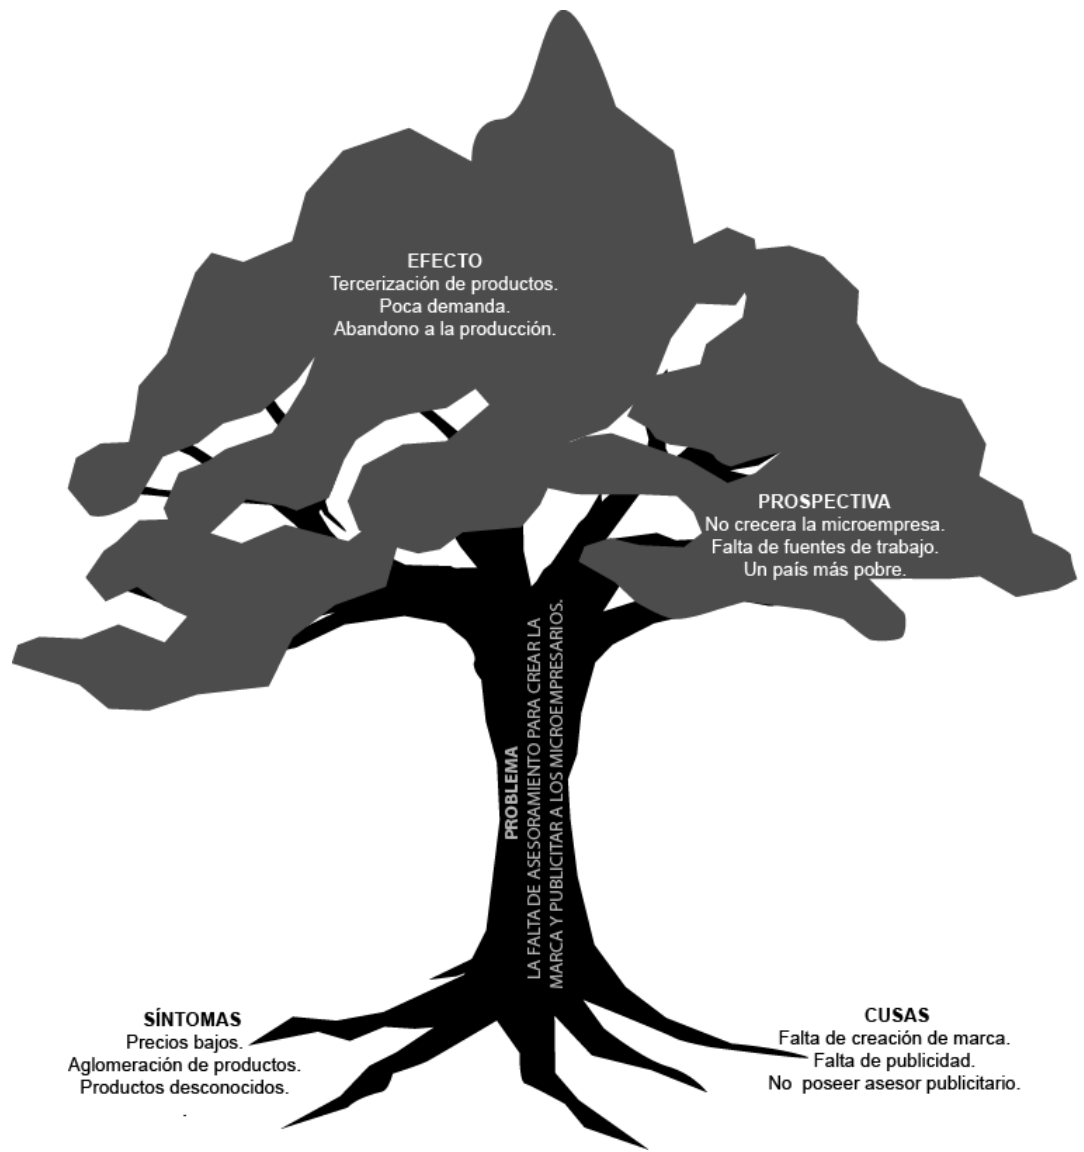 EFECTO
Tercerización de productos.
Poca demanda.
Abandono a la producción.
PROSPECTIVA
No crecera la microempresa.
Falta de fuentes de trabajo.
Un país más pobre.
PROBLEMA
LA FALTA DE ASESORAMIENTO PARA CREAR LA
MARCA Y PUBLICITAR A LOS MICROEMPRESARIOS.
SÍNTOMAS
Precios bajos.
Aglomeración de productos.
Productos desconocidos.
.
CUSAS
Falta de creación de marca.
Falta de publicidad.
No poseer asesor publicitario.